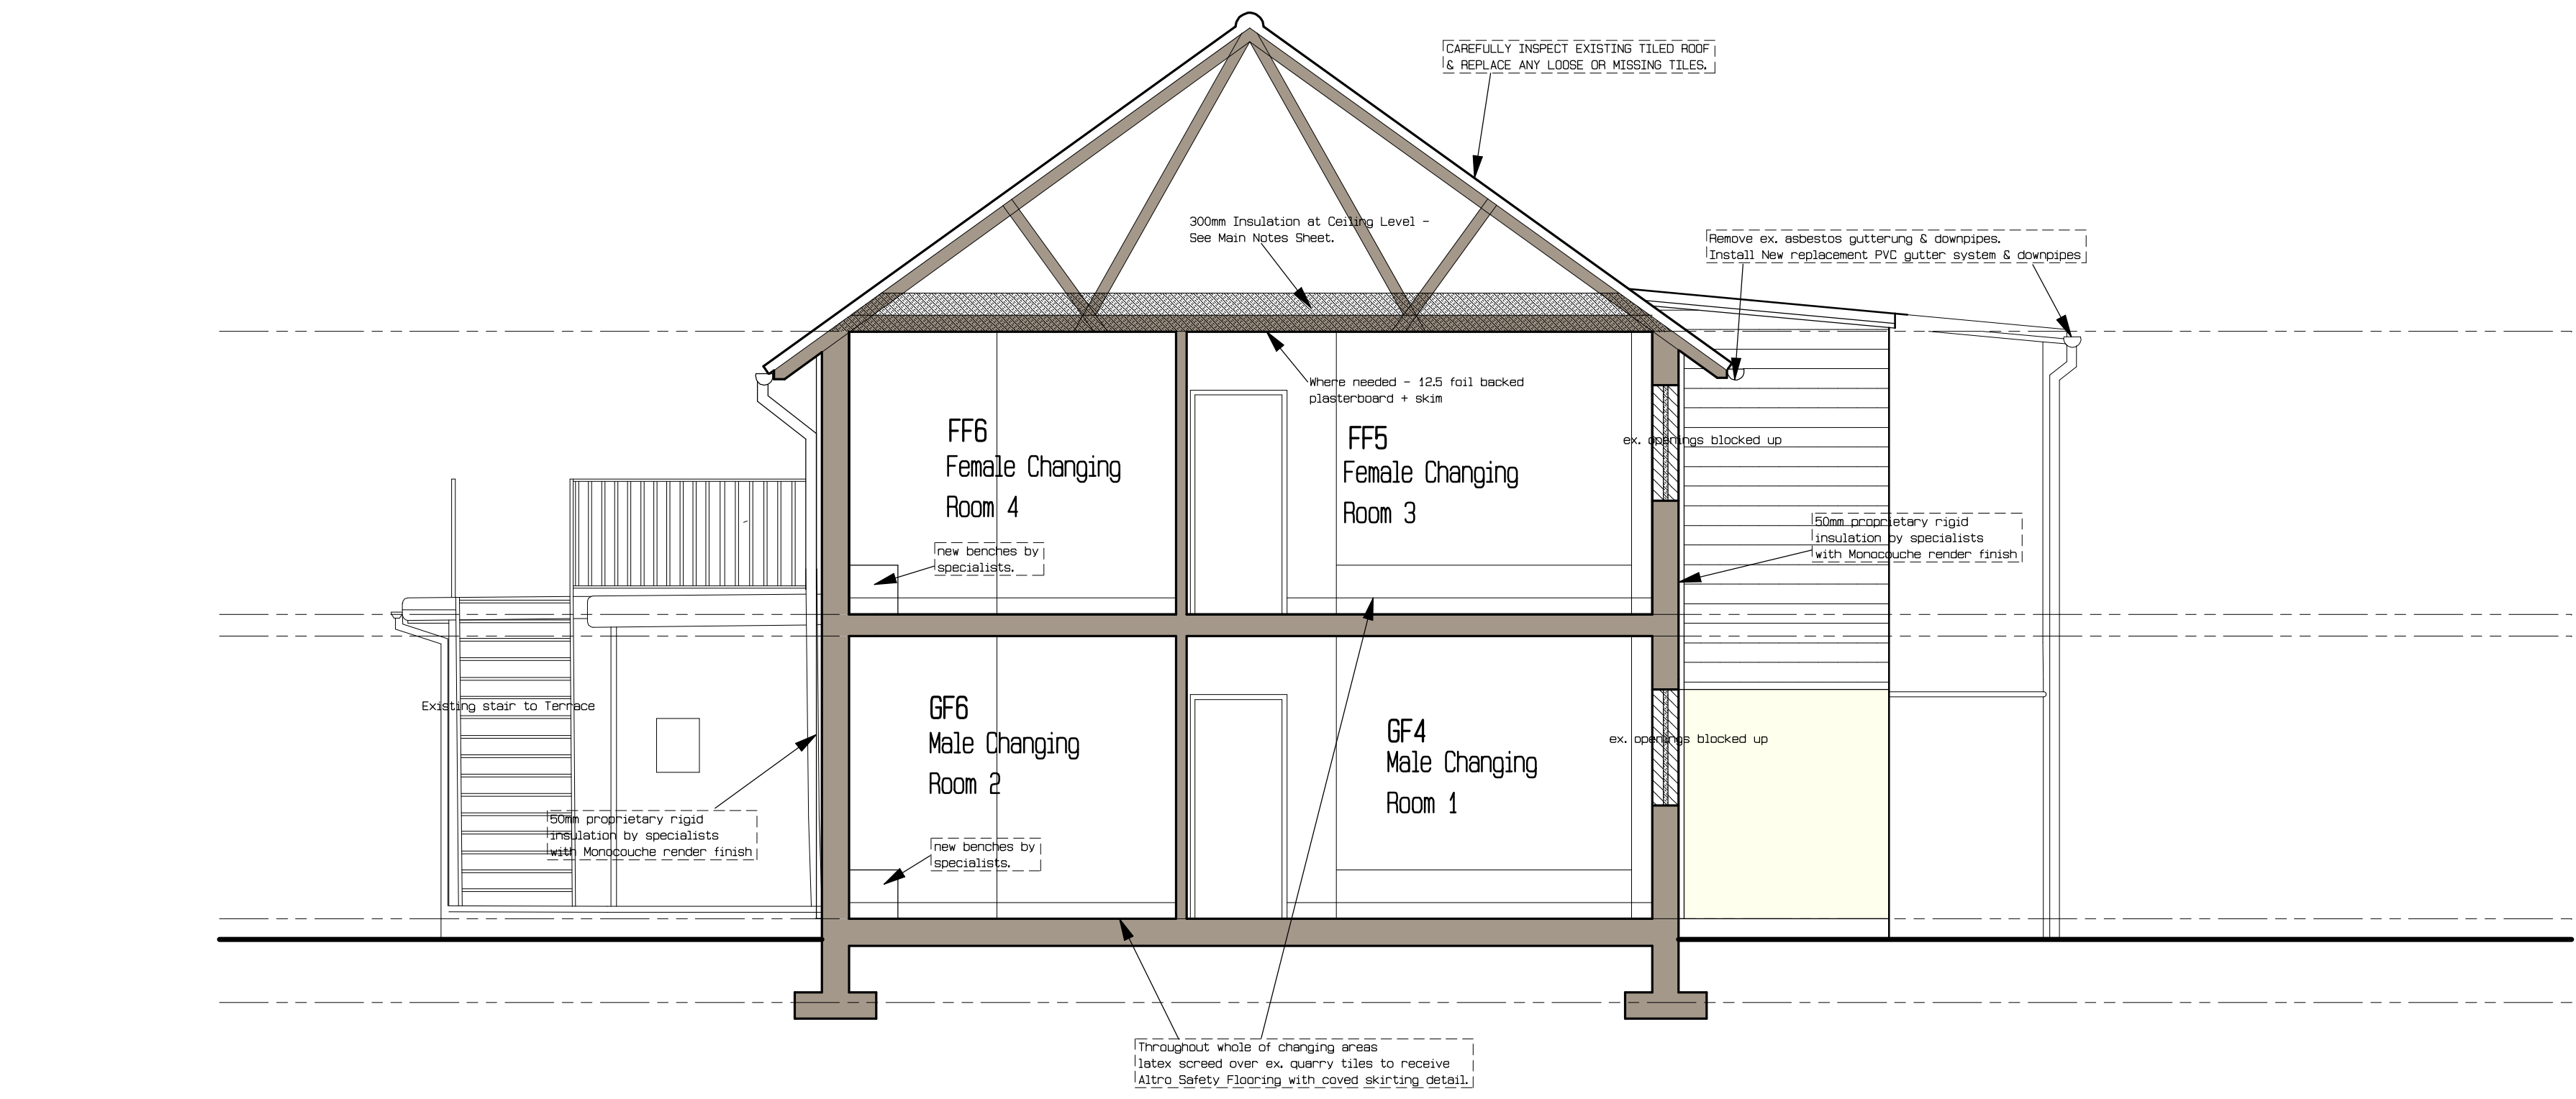 CAREFULLY INSPECT EXISTING TILED ROOF
& REPLACE ANY LOOSE OR MISSING TILES.
300mm Insulation at Ceiling Level -
See Main Notes Sheet.
Remove ex. asbestos gutterung & downpipes.
Install New replacement PVC gutter system & downpipes
Where needed - 12.5 foil backed
plasterboard + skim
FF6
Female Changing
Room 4
FF5
Female Changing
Room 3
ex. openings blocked up
new benches by
specialists.
50mm proprietary rigid
insulation by specialists
with Monocouche render finish
Existing stair to Terrace
GF6
Male Changing
Room 2
GF4
Male Changing
Room 1
ex. openings blocked up
50mm proprietary rigid
insulation by specialists
with Monocouche render finish
new benches by
specialists.
Throughout whole of changing areas
latex screed over ex. quarry tiles to receive
Altro Safety Flooring with coved skirting detail.